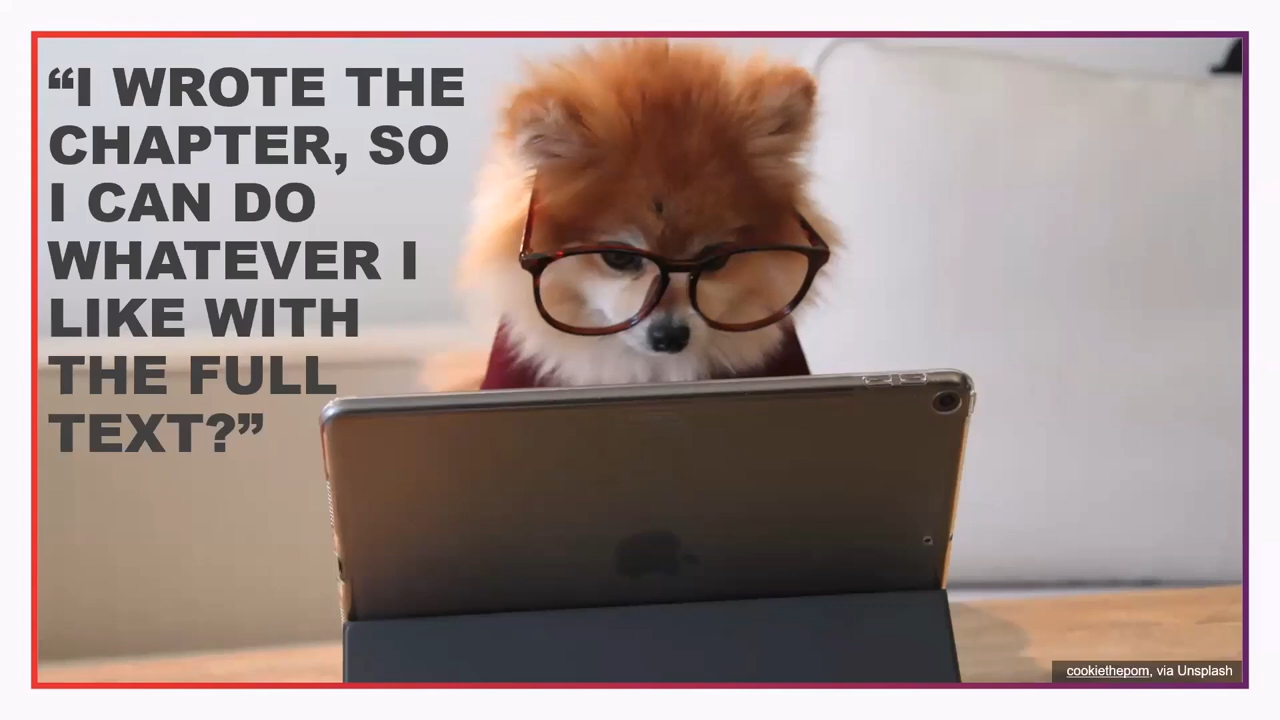 “I WROTE THE
CHAPTER, SO
I CAN DO
WHATEVER I
LIKE WITH
THE FULL
TEXT?”
cookiethepom, via Unsplash